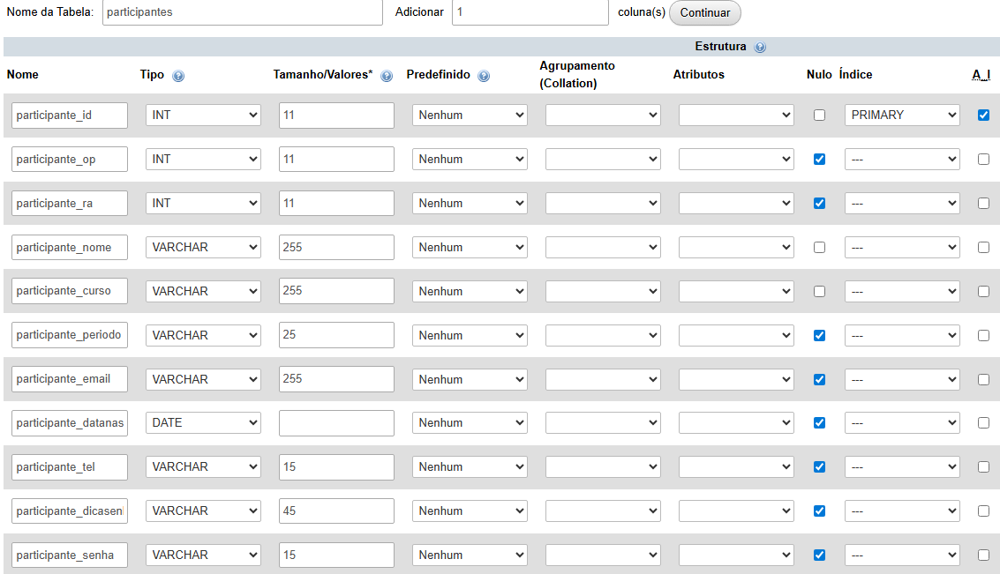 Nome da Tabela: participantes Adicionar 1 coluna(s) Continuar
Estrutura
Nome Tipo Tamanho/Valores* Predefinido Agrupamento (Collation) Atributos Nulo Índice A_I
participante_id INT 11 Nenhum PRIMARY
participante_op INT 11 Nenhum ---
participante_ra INT 11 Nenhum ---
participante_nome VARCHAR 255 Nenhum ---
participante_curso VARCHAR 255 Nenhum ---
participante_periodo VARCHAR 25 Nenhum ---
participante_email VARCHAR 255 Nenhum ---
participante_datanas DATE Nenhum ---
participante_tel VARCHAR 15 Nenhum ---
participante_dicasen VARCHAR 45 Nenhum ---
participante_senha VARCHAR 15 Nenhum ---